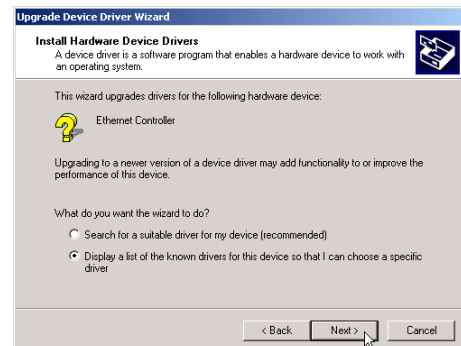 Upgrade Device Driver Wizard
Install Hardware Device Drivers
A device driver is a software program that enables a hardware device to work with
an operating system.
This wizard upgrades drivers for the following hardware device:
Ethernet Controller
Upgrading to a newer version of a device driver may add functionality to or improve the
performance of this device.
What do you want the wizard to do?
Search for a suitable driver for my device (recommended)
Display a list of the known drivers for this device so that I can choose a specific
driver
< Back Next > Cancel